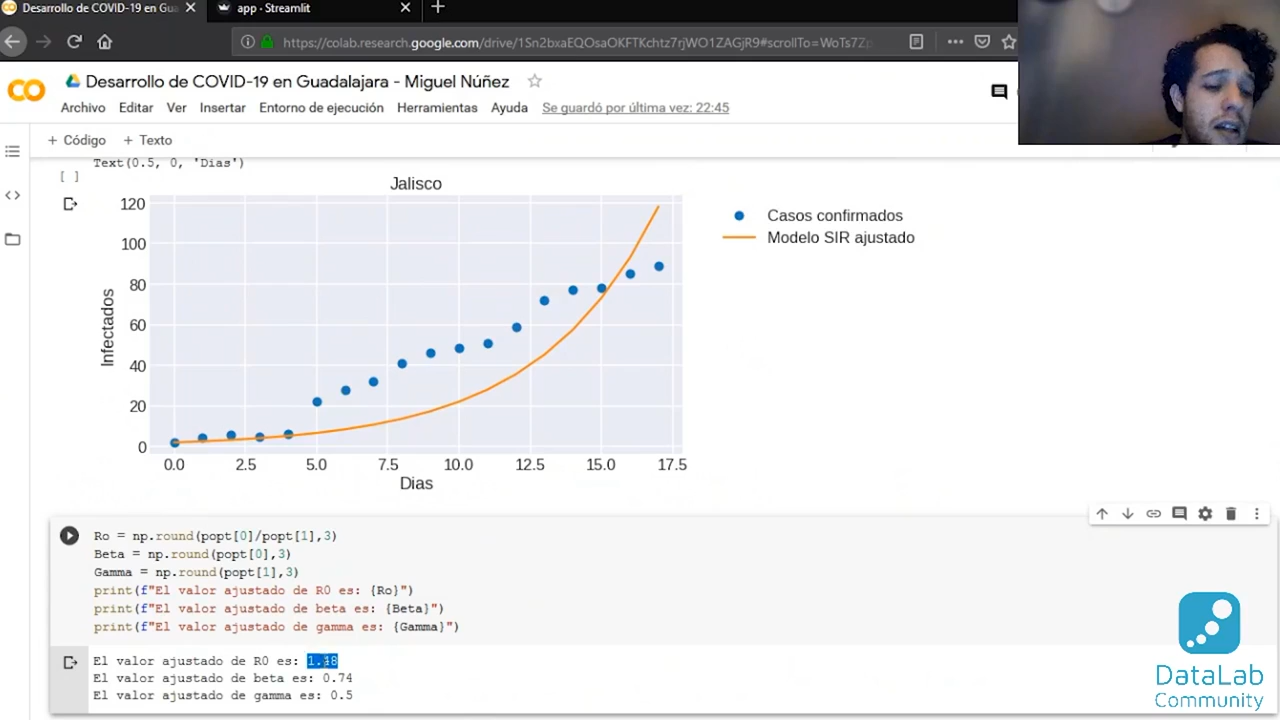 Desarrollo de COVID-19 en Gua
app - Streamlit
https://colab.research.google.com/drive/1Sn2bxaEQOsaOKFTKchtz7rjWO1ZAGjR9#scrollTo=WoTs7Zp
Desarrollo de COVID-19 en Guadalajara - Miguel Núñez
Archivo Editar Ver Insertar Entorno de ejecución Herramientas Ayuda Se guardó por última vez: 22:45
+ Código + Texto
Text(0.5, 0, 'Dias')
[ ]
Jalisco
120
100
80
60
40
20
0
Infectados
0.0 2.5 5.0 7.5 10.0 12.5 15.0 17.5
Dias
Casos confirmados
Modelo SIR ajustado
Ro = np.round(popt[0]/popt[1],3)
Beta = np.round(popt[0],3)
Gamma = np.round(popt[1],3)
print(f"El valor ajustado de R0 es: {Ro}")
print(f"El valor ajustado de beta es: {Beta}")
print(f"El valor ajustado de gamma es: {Gamma}")
El valor ajustado de R0 es: 1.48
El valor ajustado de beta es: 0.74
El valor ajustado de gamma es: 0.5
DataLab
Community